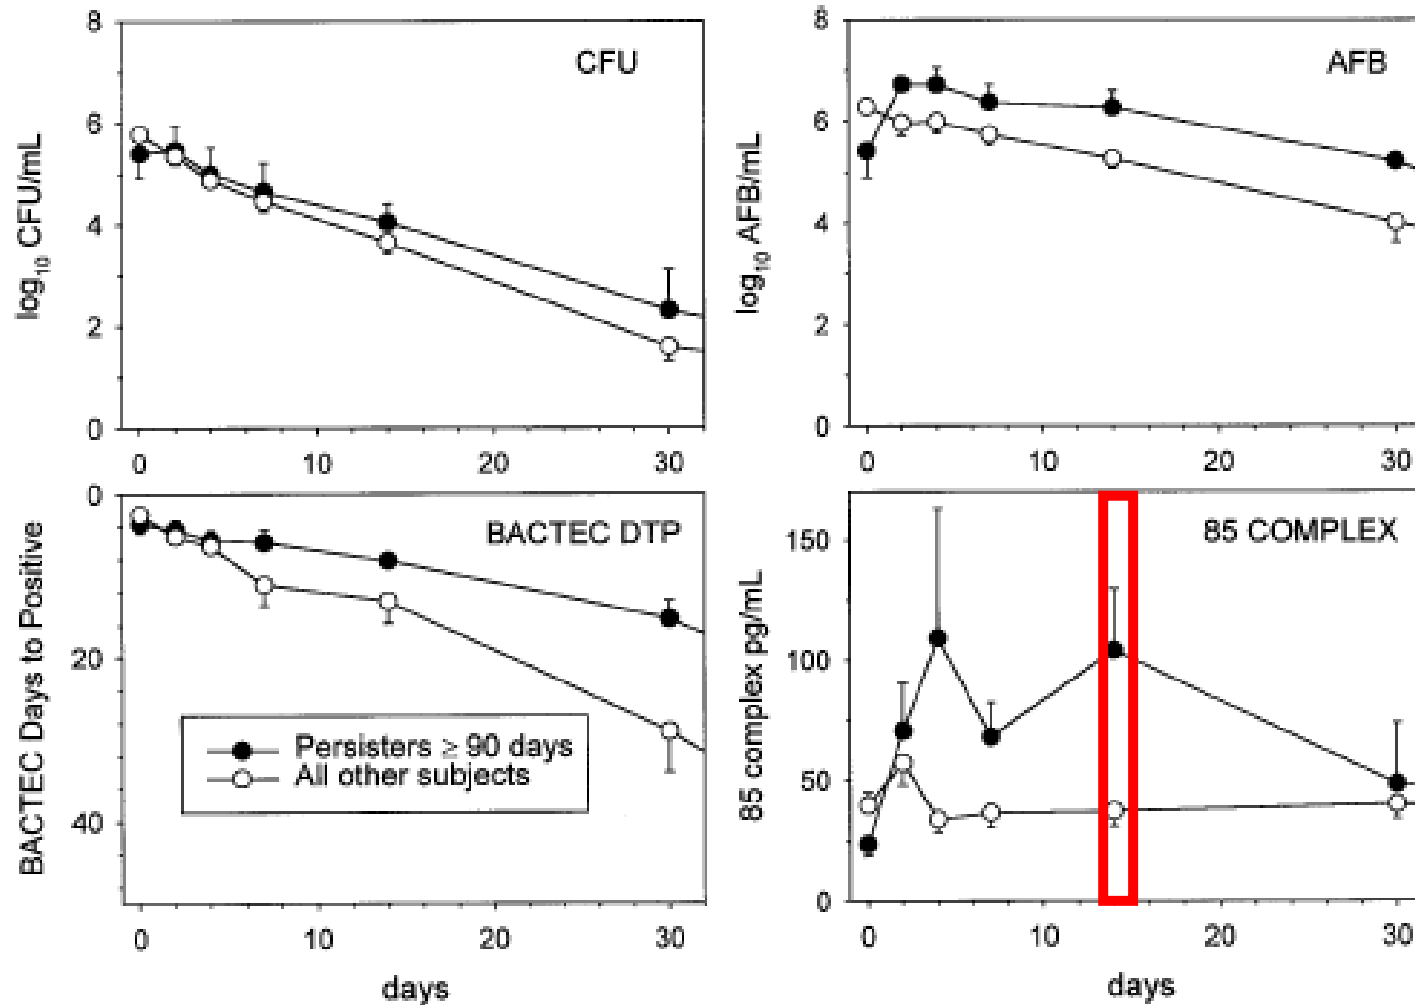 CFU
log₁₀ CFU/mL
8
6
4
2
0
0 10 20 30
AFB
log₁₀ AFB/mL
8
6
4
2
0
0 10 20 30
BACTEC DTP
BACTEC Days to Positive
0
20
40
Persisters ≥ 90 days
All other subjects
0 10 20 30
days
85 COMPLEX
85 complex pg/mL
150
100
50
0
0 10 20 30
days